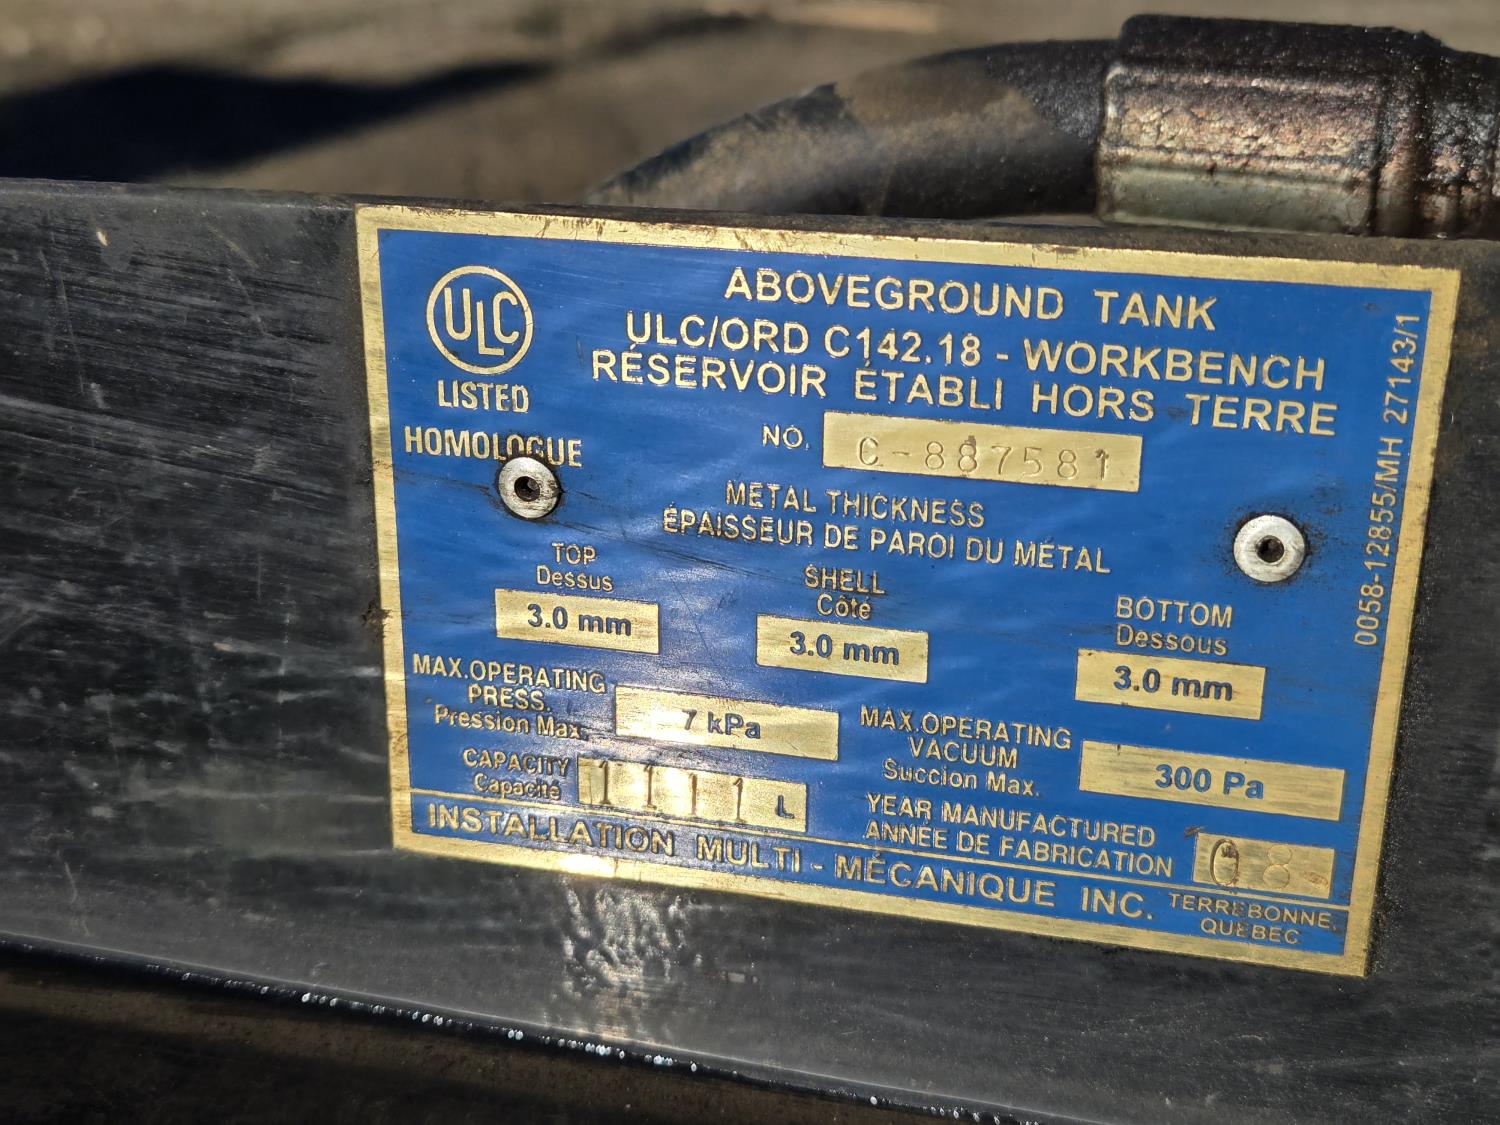 ULC
LISTED
HOMOLOGUE
ABOVEGROUND TANK
ULC/ORD C142.18 - WORKBENCH
RÉSERVOIR ÉTABLI HORS TERRE
NO. C-887581
METAL THICKNESS
ÉPAISSEUR DE PAROI DU MÉTAL
TOP
Dessus
3.0 mm
SHELL
Côté
3.0 mm
BOTTOM
Dessous
3.0 mm
MAX.OPERATING
PRESS.
Pression Max.
7 kPa
MAX.OPERATING
VACUUM
Succion Max.
300 Pa
CAPACITY
Capacité
1111 L
YEAR MANUFACTURED
ANNÉE DE FABRICATION
08
INSTALLATION MULTI-MÉCANIQUE INC. TERREBONNE,
QUÉBEC
0058-12855/MH 27143/1